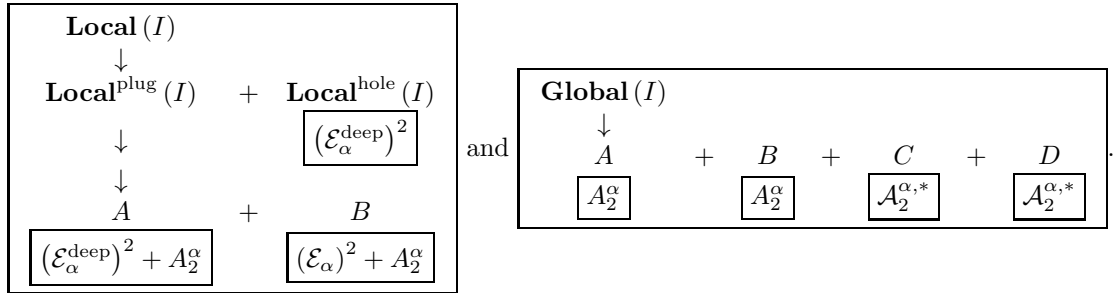 Local (I)
↓
Local^plug (I) + Local^hole (I)
↓ (ℰ_α^deep)^2
↓
A + B
(ℰ_α^deep)^2 + A_2^α (ℰ_α)^2 + A_2^α
and
Global (I)
↓
A + B + C + D
A_2^α A_2^α 𝒜_2^{α,*} 𝒜_2^{α,*}
.